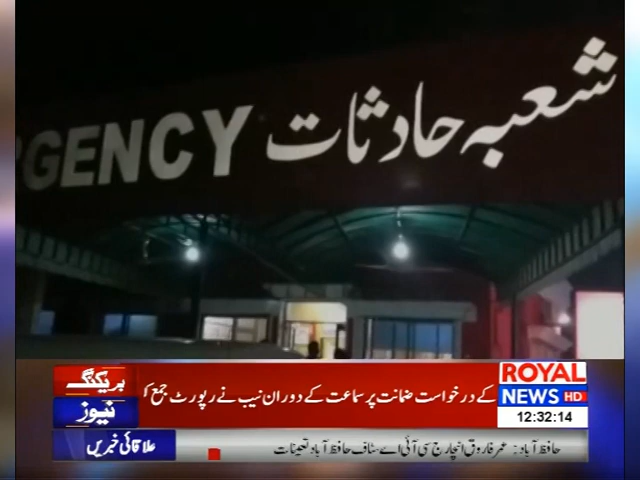 شعبہ حادثات
RGENCY
ROYAL
NEWS HD
12:32:14
بریکنگ
نیوز
کے درخواست ضمانت پر سماعت کے دوران نیب نے رپورٹ جمع ک
علاقائی خبریں
حافظ آباد: عمر فاروق انچارج سی آئی اے سٹاف حافظ آباد تعینات